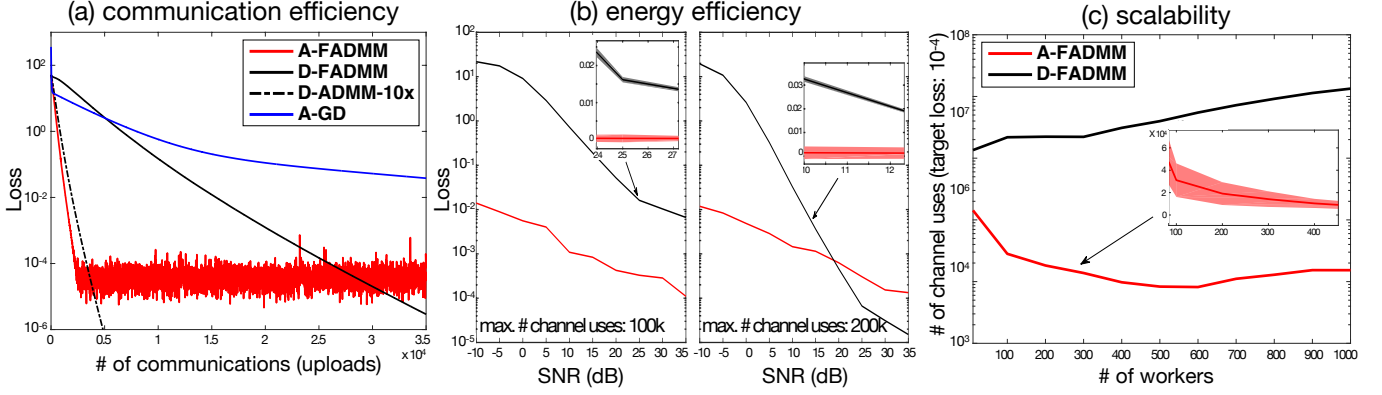 (a) communication efficiency
(b) energy efficiency
(c) scalability
A-FADMM
D-FADMM
D-ADMM-10x
A-GD
Loss
10^2
10^0
10^-2
10^-4
10^-6
0
0.5
1
1.5
2
2.5
3
3.5
×10^4
# of communications (uploads)
Loss
10^2
10^1
10^0
10^-1
10^-2
10^-3
10^-4
10^-5
0.02
0.01
0
24 25 26 27
max. # channel uses: 100k
-10 -5 0 5 10 15 20 25 30 35
SNR (dB)
0.03
0.02
0.01
0
10 11 12
max. # channel uses: 200k
-10 -5 0 5 10 15 20 25 30 35
SNR (dB)
# of channel uses (target loss: 10^-4)
10^8
10^7
10^6
10^5
10^4
10^3
A-FADMM
D-FADMM
X 10^4
6
4
2
0
100 200 300 400
100 200 300 400 500 600 700 800 900 1000
# of workers